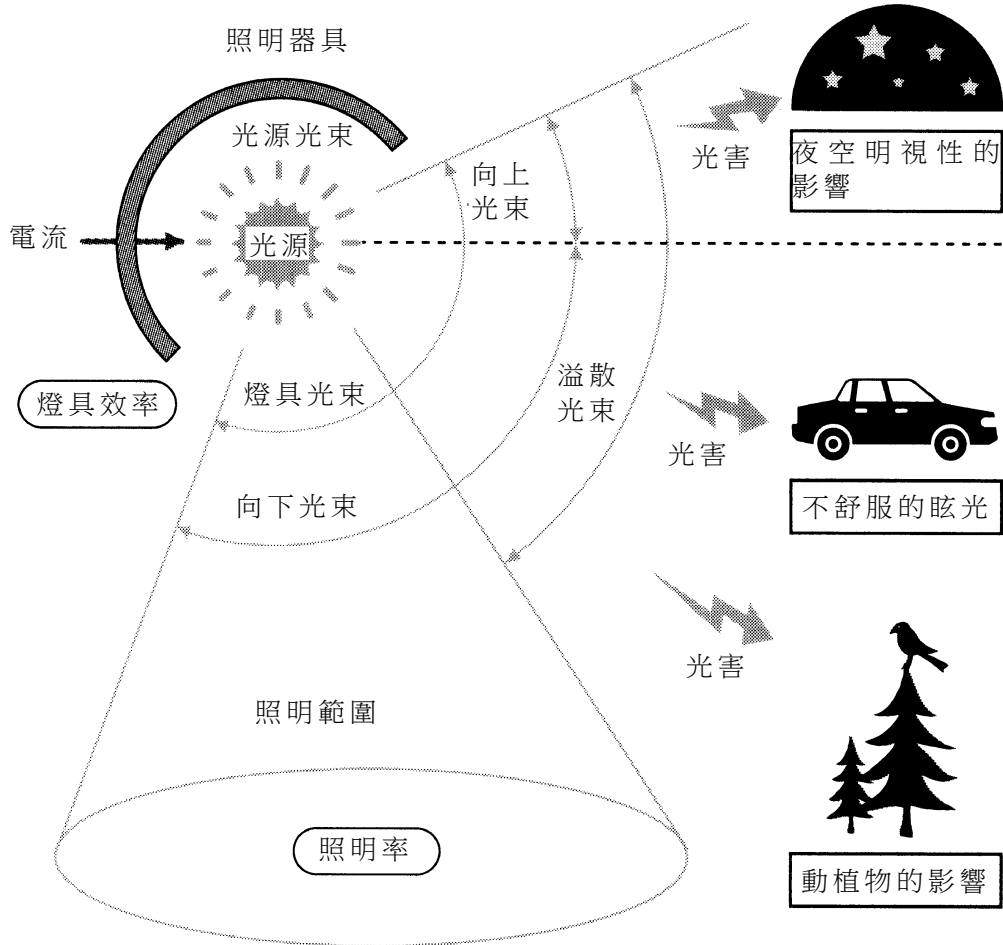 照明器具
光源光束
光害
夜空明視性的
影響
向上
光束
電流
光源
燈具效率
燈具光束
溢散
光束
光害
向下光束
不舒服的眩光
光害
照明範圍
照明率
動植物的影響